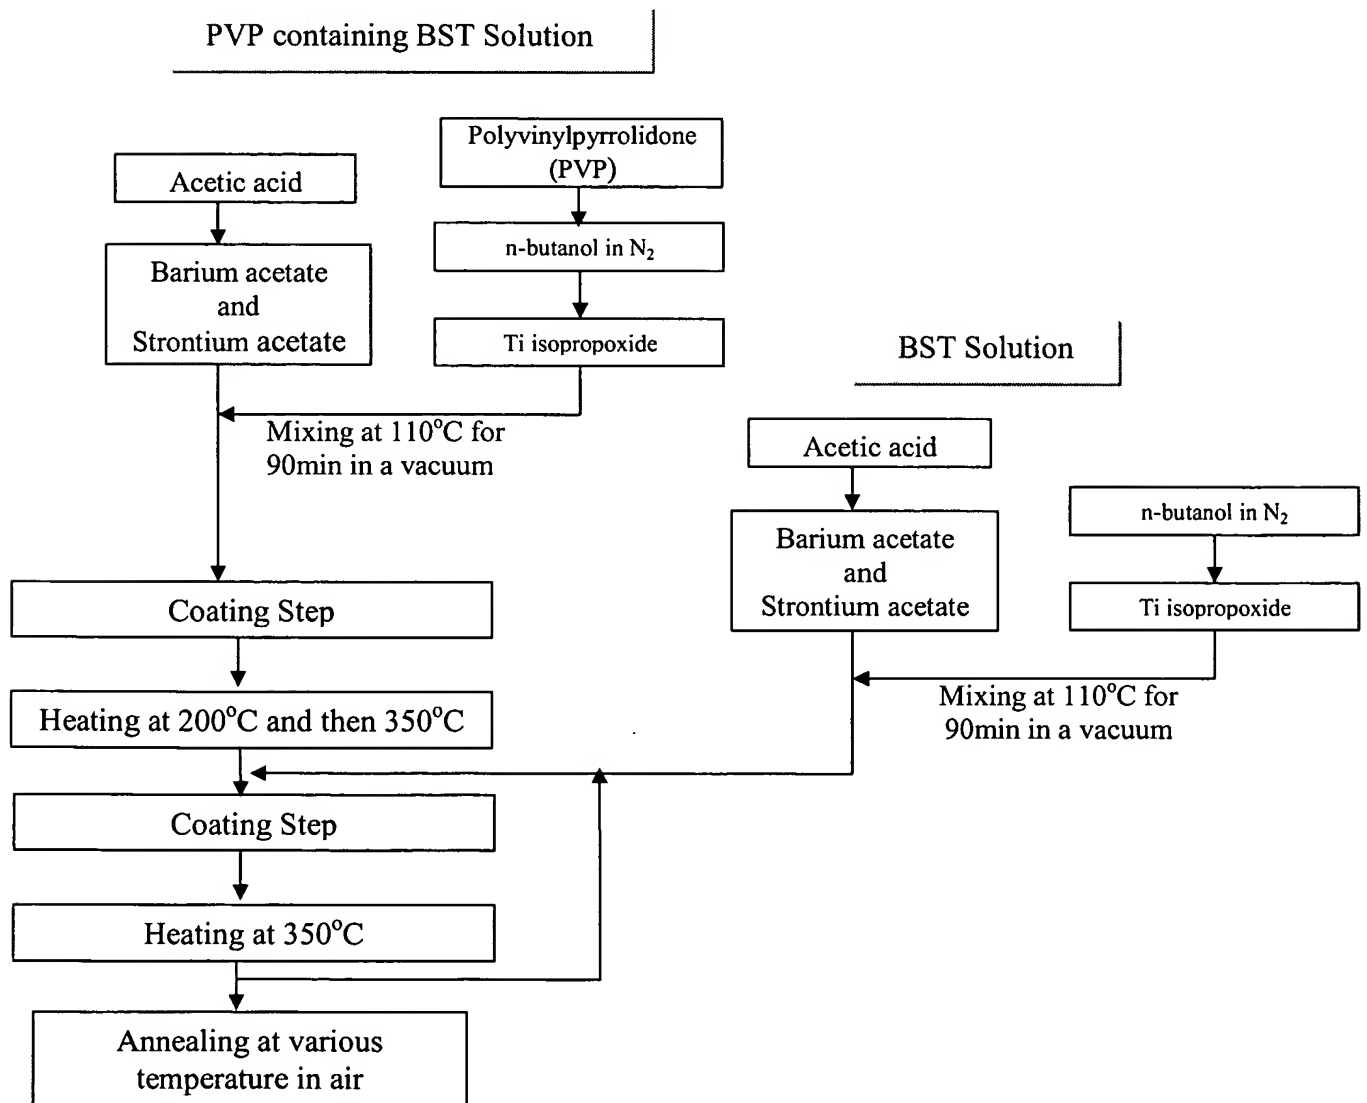 PVP containing BST Solution
Polyvinylpyrrolidone
(PVP)
Acetic acid
n-butanol in N₂
Barium acetate
and
Strontium acetate
Ti isopropoxide
Mixing at 110°C for
90min in a vacuum
BST Solution
Acetic acid
n-butanol in N₂
Barium acetate
and
Strontium acetate
Ti isopropoxide
Mixing at 110°C for
90min in a vacuum
Coating Step
Heating at 200°C and then 350°C
Coating Step
Heating at 350°C
Annealing at various
temperature in air